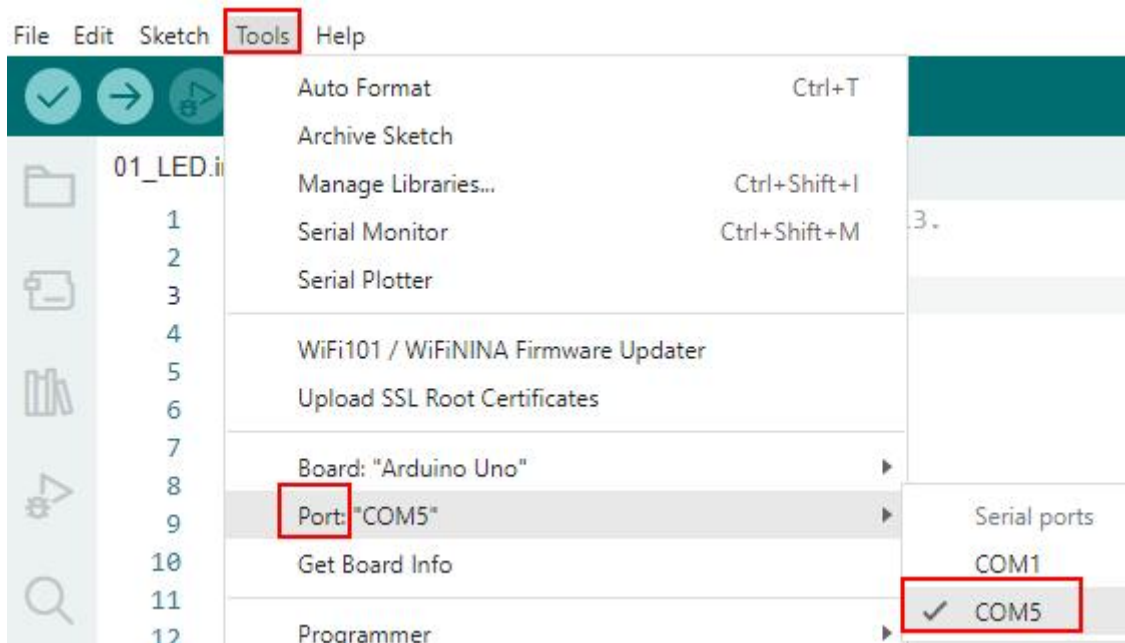 File Edit Sketch Tools Help
Auto Format Ctrl+T
Archive Sketch
01_LED.i
Manage Libraries... Ctrl+Shift+I
1 3.
Serial Monitor Ctrl+Shift+M
2
Serial Plotter
3
4
WiFi101 / WiFiNINA Firmware Updater
5
Upload SSL Root Certificates
6
7
Board: "Arduino Uno"
8
Port: "COM5" Serial ports
9
10 Get Board Info COM1
11 COM5
12 Programmer